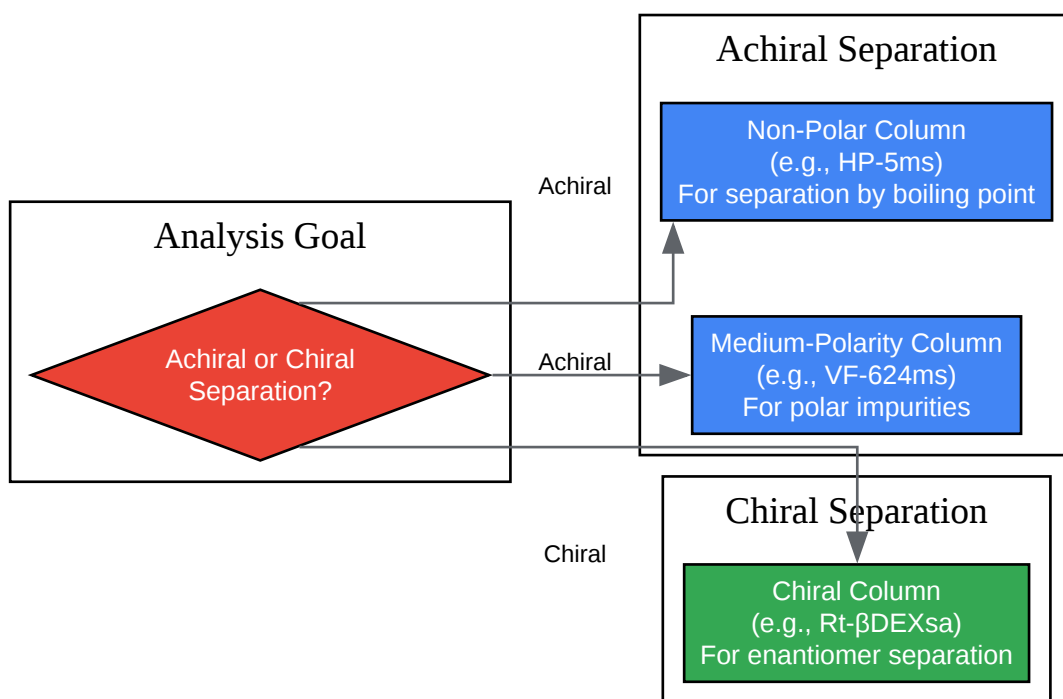 Analysis Goal
Achiral or Chiral
Separation?
Achiral
Achiral
Chiral
Achiral Separation
Non-Polar Column
(e.g., HP-5ms)
For separation by boiling point
Medium-Polarity Column
(e.g., VF-624ms)
For polar impurities
Chiral Separation
Chiral Column
(e.g., Rt-βDEXsa)
For enantiomer separation